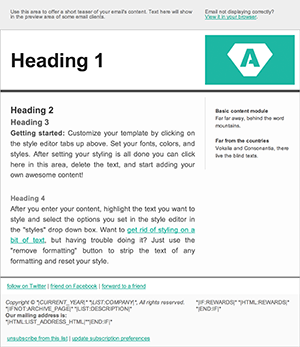 Use this area to offer a short teaser of your email's content. Text here will show
in the preview area of some email clients.
Email not displaying correctly?
View it in your browser.
Heading 1
A
Heading 2
Heading 3
Getting started: Customize your template by clicking on
the style editor tabs up above. Set your fonts, colors, and
styles. After setting your styling is all done you can click
here in this area, delete the text, and start adding your
own awesome content!
Heading 4
After you enter your content, highlight the text you want to
style and select the options you set in the style editor in
the "styles" drop down box. Want to get rid of styling on a
bit of text, but having trouble doing it? Just use the
"remove formatting" button to strip the text of any
formatting and reset your style.
Basic content module
Far far away, behind the word
mountains.
Far from the countries
Vokalia and Consonantia, there
live the blind texts.
follow on Twitter | friend on Facebook | forward to a friend
Copyright © *|CURRENT_YEAR|* *|LIST:COMPANY|*, All rights reserved.
*|IFNOT:ARCHIVE_PAGE|* *|LIST:DESCRIPTION|*
Our mailing address is:
*|HTML:LIST_ADDRESS_HTML|**|END:IF|*
*|IF:REWARDS|* *|HTML:REWARDS|*
*|END:IF|*
unsubscribe from this list | update subscription preferences